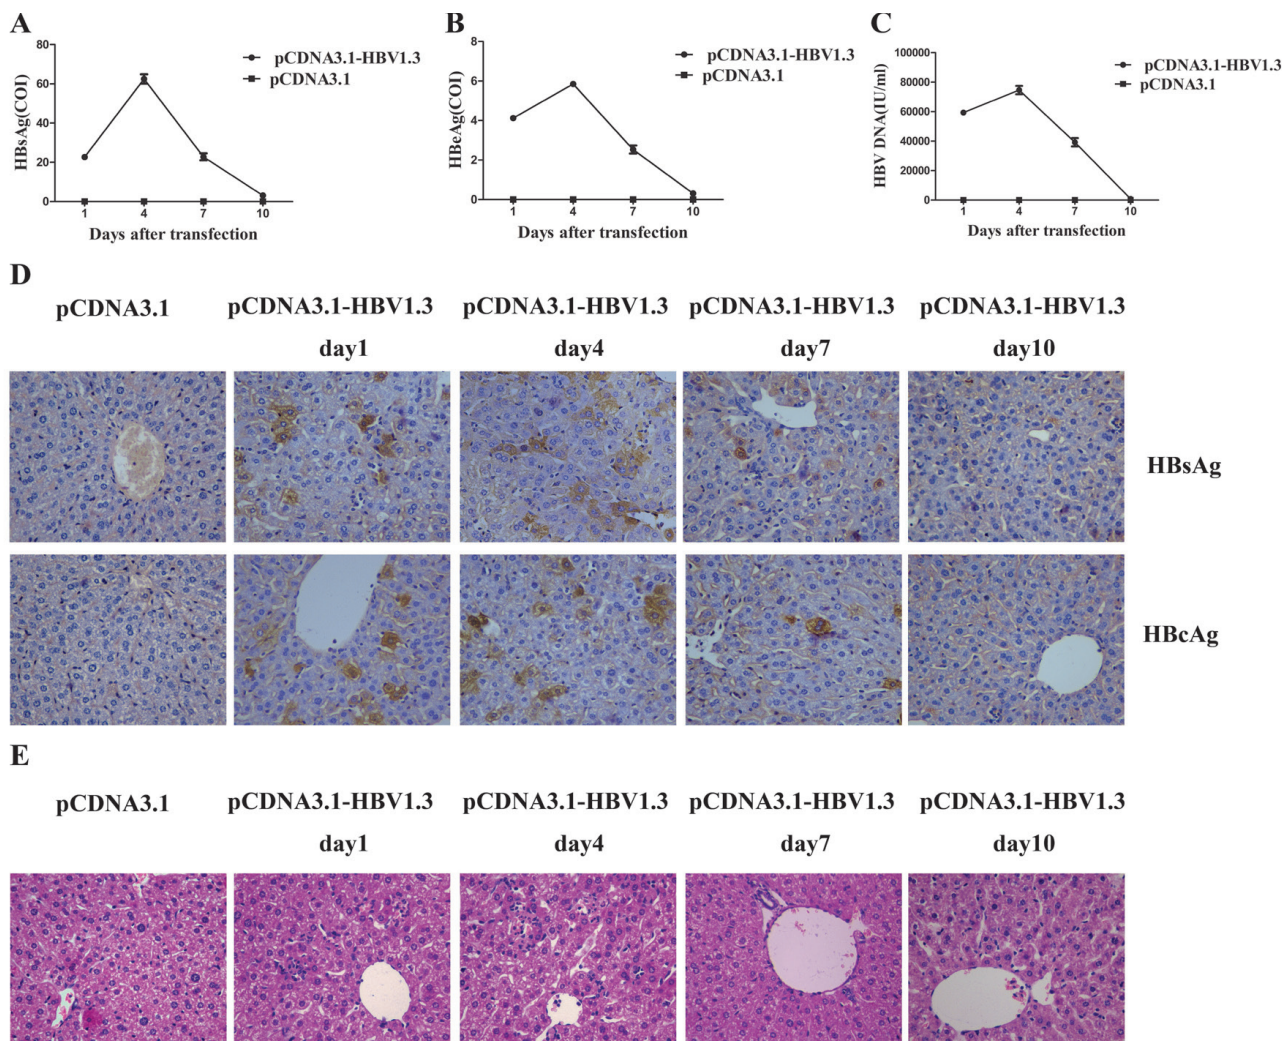 A
80
60
40
20
0
HBsAg(COI)
1 4 7 10
Days after transfection
pCDNA3.1-HBV1.3
pCDNA3.1
B
8
6
4
2
0
HBeAg(COI)
1 4 7 10
Days after transfection
pCDNA3.1-HBV1.3
pCDNA3.1
C
100000
80000
60000
40000
20000
0
HBV DNA(IU/ml)
1 4 7 10
Days after transfection
pCDNA3.1-HBV1.3
pCDNA3.1
D
pCDNA3.1 pCDNA3.1-HBV1.3 pCDNA3.1-HBV1.3 pCDNA3.1-HBV1.3 pCDNA3.1-HBV1.3
day1 day4 day7 day10
HBsAg
HBcAg
E
pCDNA3.1 pCDNA3.1-HBV1.3 pCDNA3.1-HBV1.3 pCDNA3.1-HBV1.3 pCDNA3.1-HBV1.3
day1 day4 day7 day10